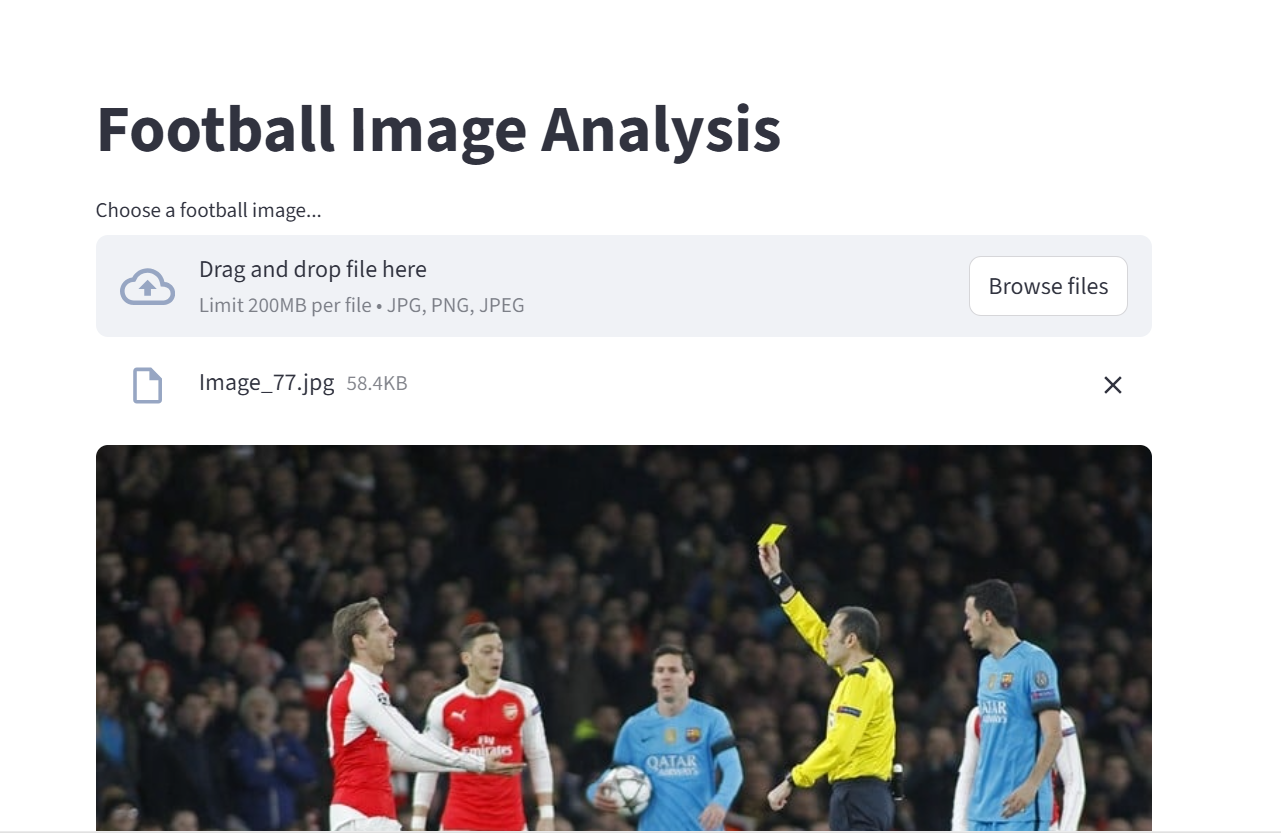 Football Image Analysis
Choose a football image...
Drag and drop file here
Limit 200MB per file • JPG, PNG, JPEG
Browse files
Image_77.jpg 58.4KB
Fly
Emirates
QATAR
AIRWAYS
QATAR
AIRWAYS